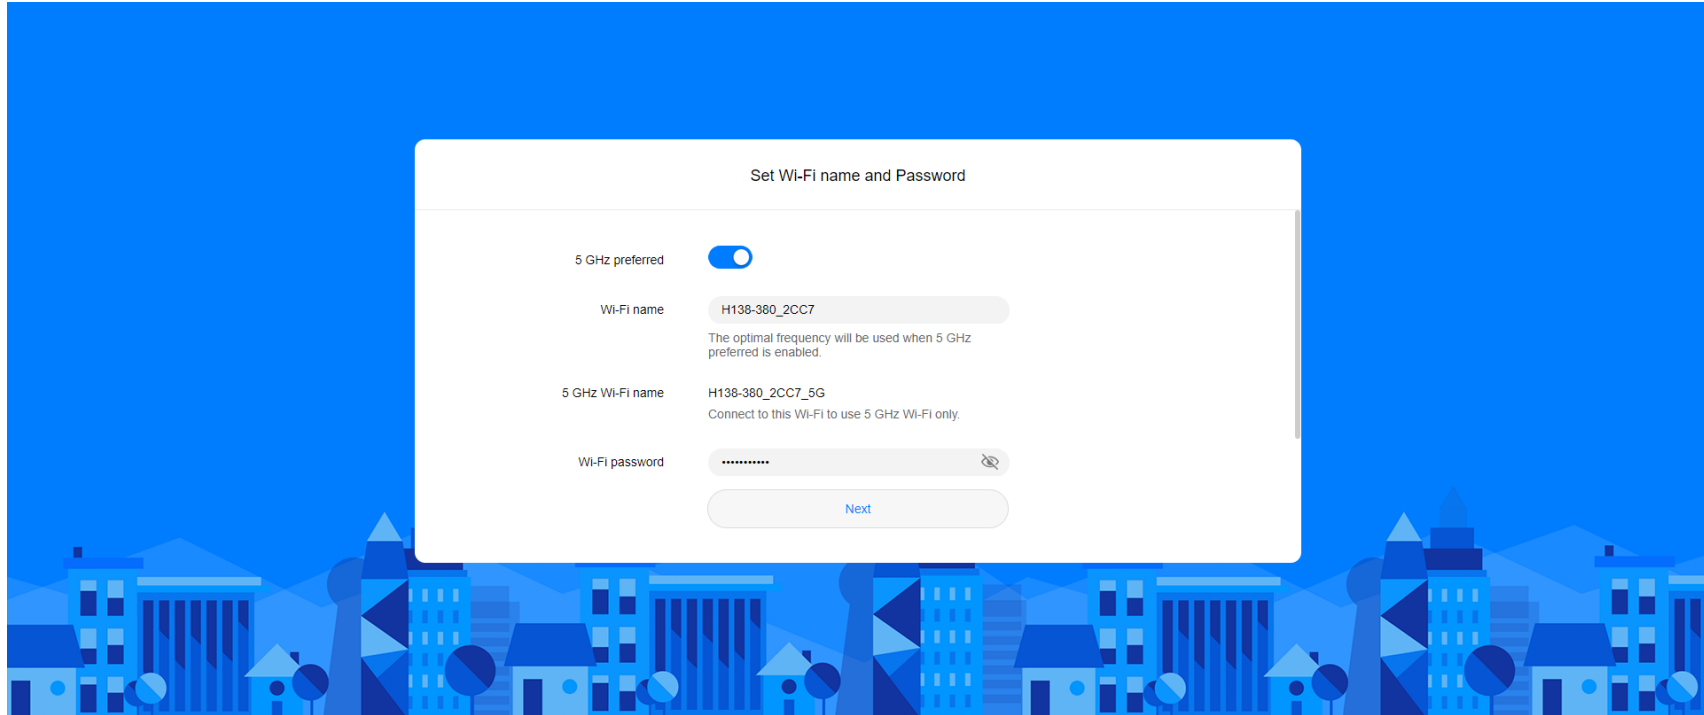 Set Wi-Fi name and Password
5 GHz preferred
Wi-Fi name
H138-380_2CC7
The optimal frequency will be used when 5 GHz
preferred is enabled.
5 GHz Wi-Fi name
H138-380_2CC7_5G
Connect to this Wi-Fi to use 5 GHz Wi-Fi only.
Wi-Fi password
•••••••••••
Next